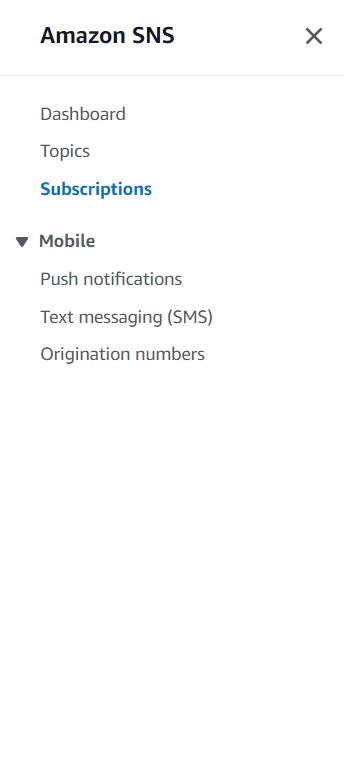 Amazon SNS
Dashboard
Topics
Subscriptions
Mobile
Push notifications
Text messaging (SMS)
Origination numbers